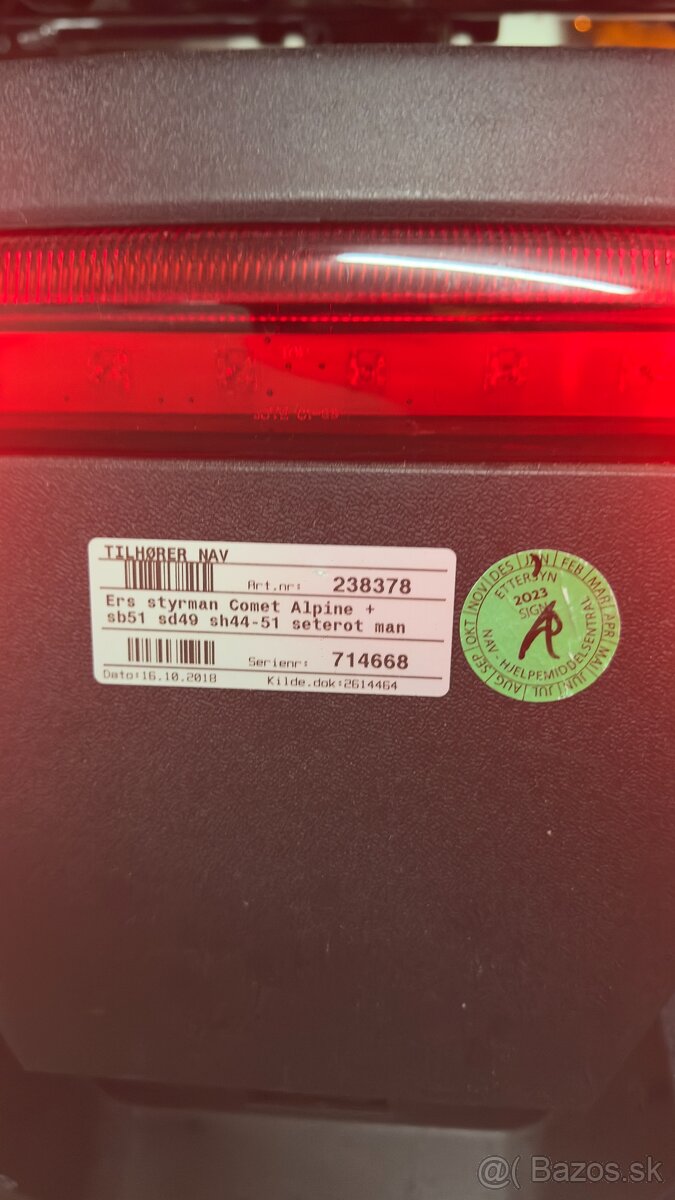 TILHØRER NAV
Art.nr: 238378
Ers styrman Comet Alpine +
sb51 sd49 sh44-51 seterot man
Serienr: 714668
Dato:16.10.2018 Kilde.dok:2614464
JAN FEB MAR APR MAI JUNI JUL AUG SEP OKT NOV DES
ETTERSYN
2023
SIGN
NAV - HJELPEMIDDELSENTRAL
@( Bazos.sk